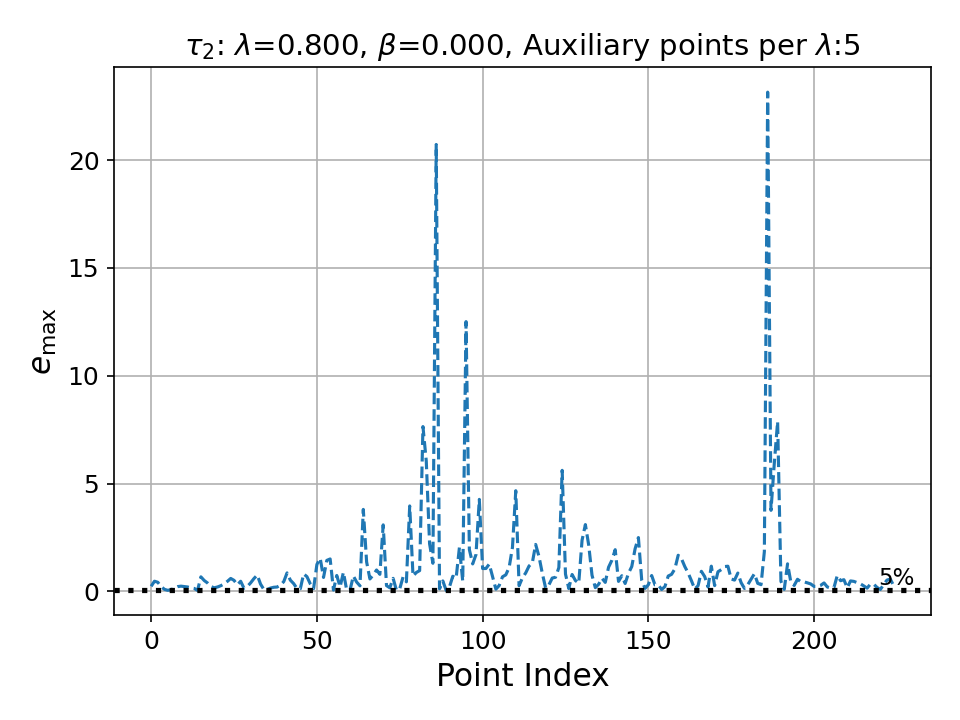 τ₂: λ=0.800, β=0.000, Auxiliary points per λ:5
20
15
10
5
0
e_max
5%
0 50 100 150 200
Point Index